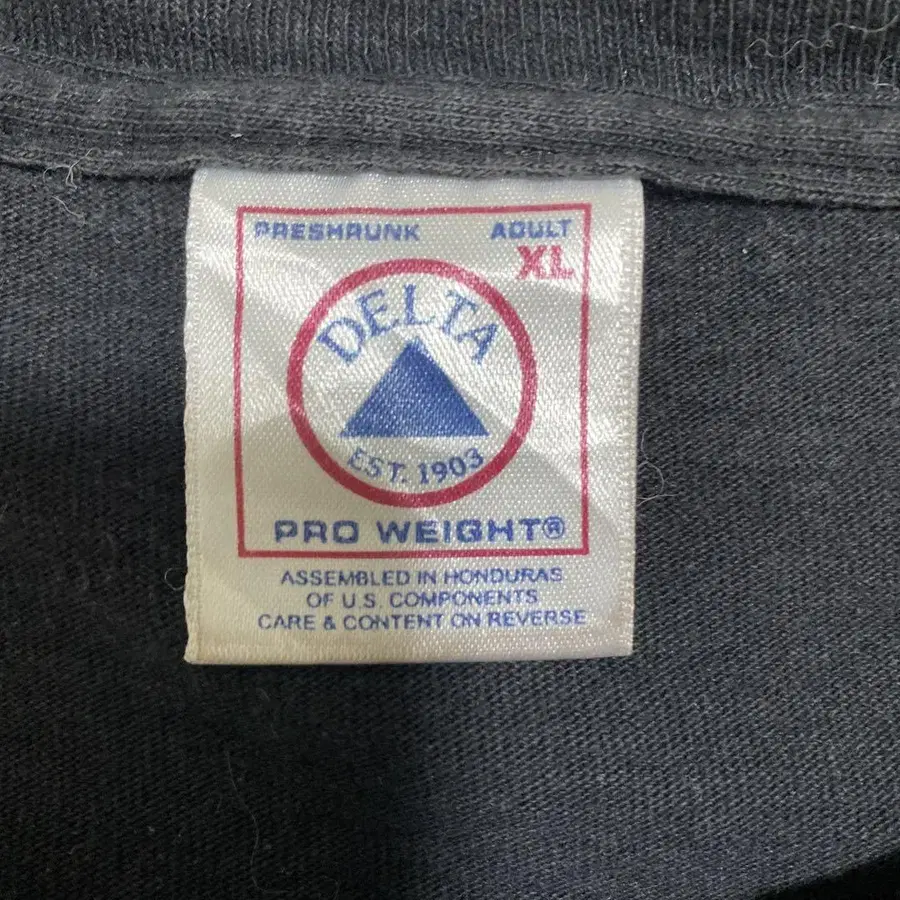 PRESHRUNK ADULT
XL
DELTA
EST. 1903
PRO WEIGHT®
ASSEMBLED IN HONDURAS
OF U.S. COMPONENTS
CARE & CONTENT ON REVERSE